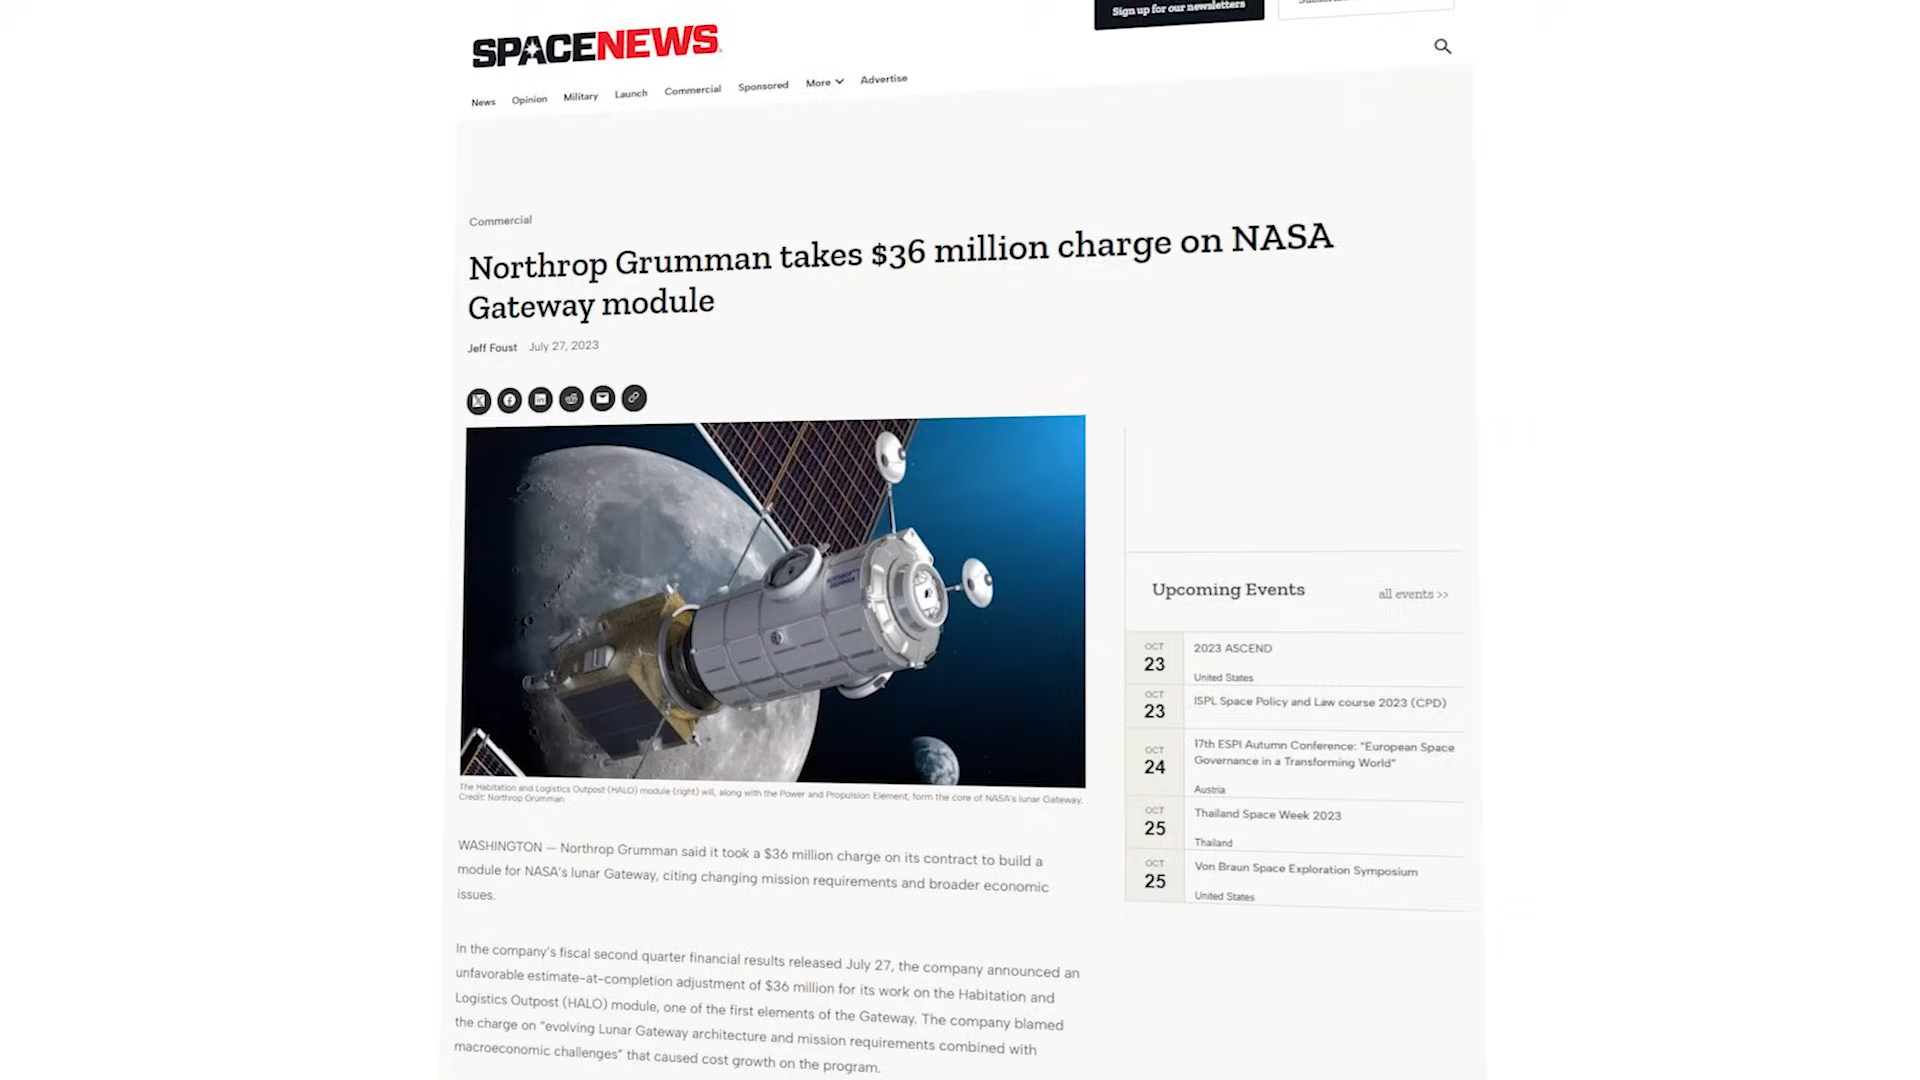 Sign up for our newsletters
SPACENEWS
News Opinion Military Launch Commercial Sponsored More Advertise
Commercial
Northrop Grumman takes $36 million charge on NASA
Gateway module
Jeff Foust July 27, 2023
NORTHROP
GRUMMAN
The Habitation and Logistics Outpost (HALO) module (right) will, along with the Power and Propulsion Element, form the core of NASA's lunar Gateway.
Credit: Northrop Grumman
WASHINGTON — Northrop Grumman said it took a $36 million charge on its contract to build a
module for NASA's lunar Gateway, citing changing mission requirements and broader economic
issues.
In the company's fiscal second quarter financial results released July 27, the company announced an
unfavorable estimate-at-completion adjustment of $36 million for its work on the Habitation and
Logistics Outpost (HALO) module, one of the first elements of the Gateway. The company blamed
the charge on “evolving Lunar Gateway architecture and mission requirements combined with
macroeconomic challenges” that caused cost growth on the program.
Upcoming Events all events >>
OCT
23
2023 ASCEND
United States
OCT
23
ISPL Space Policy and Law course 2023 (CPD)
OCT
24
17th ESPI Autumn Conference: “European Space
Governance in a Transforming World”
Austria
OCT
25
Thailand Space Week 2023
Thailand
OCT
25
Von Braun Space Exploration Symposium
United States